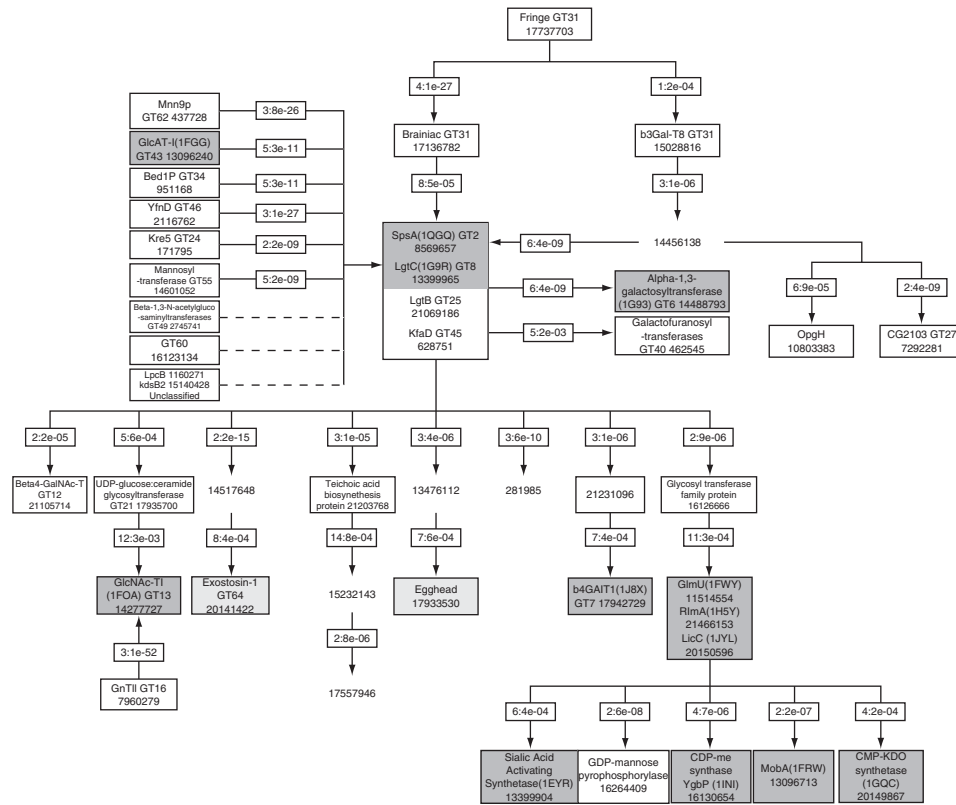 Fringe GT31
17737703
4:1e-27
1:2e-04
Mnn9p
GT62 437728
3:8e-26
GlcAT-I(1FGG)
GT43 13096240
5:3e-11
Bed1P GT34
951168
5:3e-11
YfnD GT46
2116762
3:1e-27
Kre5 GT24
171795
2:2e-09
Mannosyl
-transferase GT55
14601052
5:2e-09
Beta-1,3-N-acetylgluco
-saminyltransferases
GT49 2745741
GT60
16123134
LpcB 1160271
kdsB2 15140428
Unclassified
Brainiac GT31
17136782
b3Gal-T8 GT31
15028816
8:5e-05
3:1e-06
SpsA(1QGQ) GT2
8569657
LgtC(1G9R) GT8
13399965
LgtB GT25
21069186
KfaD GT45
628751
6:4e-09
14456138
6:4e-09
Alpha-1,3-
galactosyltransferase
(1G93) GT6 14488793
5:2e-03
Galactofuranosyl
-transferases
GT40 462545
6:9e-05
2:4e-09
OpgH
10803383
CG2103 GT27
7292281
2:2e-05
5:6e-04
2:2e-15
3:1e-05
3:4e-06
3:6e-10
3:1e-06
2:9e-06
Beta4-GalNAc-T
GT12
21105714
UDP-glucose:ceramide
glycosyltransferase
GT21 17935700
14517648
Teichoic acid
biosynethesis
protein 21203768
13476112
281985
21231096
Glycosyl transferase
family protein
16126666
12:3e-03
8:4e-04
14:8e-04
7:6e-04
7:4e-04
11:3e-04
GlcNAc-TI
(1FOA) GT13
14277727
Exostosin-1
GT64
20141422
15232143
Egghead
17933530
b4GAlT1(1J8X)
GT7 17942729
GlmU(1FWY)
11514554
RlmA(1H5Y)
21466153
LicC (1JYL)
20150596
3:1e-52
2:8e-06
GnTII GT16
7960279
17557946
6:4e-04
2:6e-08
4:7e-06
2:2e-07
4:2e-04
Sialic Acid
Activating
Synthetase(1EYR)
13399904
GDP-mannose
pyrophosphorylase
16264409
CDP-me
synthase
YgbP (1INI)
16130654
MobA(1FRW)
13096713
CMP-KDO
synthetase
(1GQC)
20149867